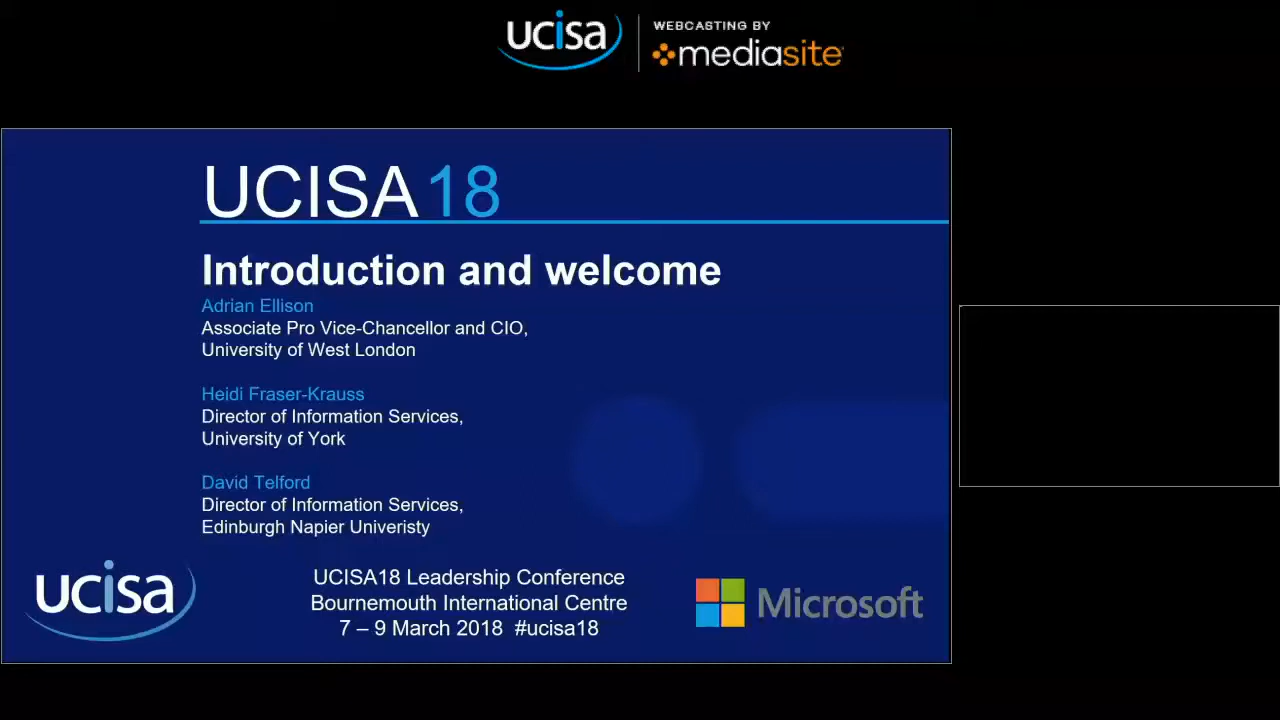 ucisa
WEBCASTING BY
mediasite
UCISA18
Introduction and welcome
Adrian Ellison
Associate Pro Vice-Chancellor and CIO,
University of West London
Heidi Fraser-Krauss
Director of Information Services,
University of York
David Telford
Director of Information Services,
Edinburgh Napier Univeristy
ucisa
UCISA18 Leadership Conference
Bournemouth International Centre
7 – 9 March 2018 #ucisa18
Microsoft